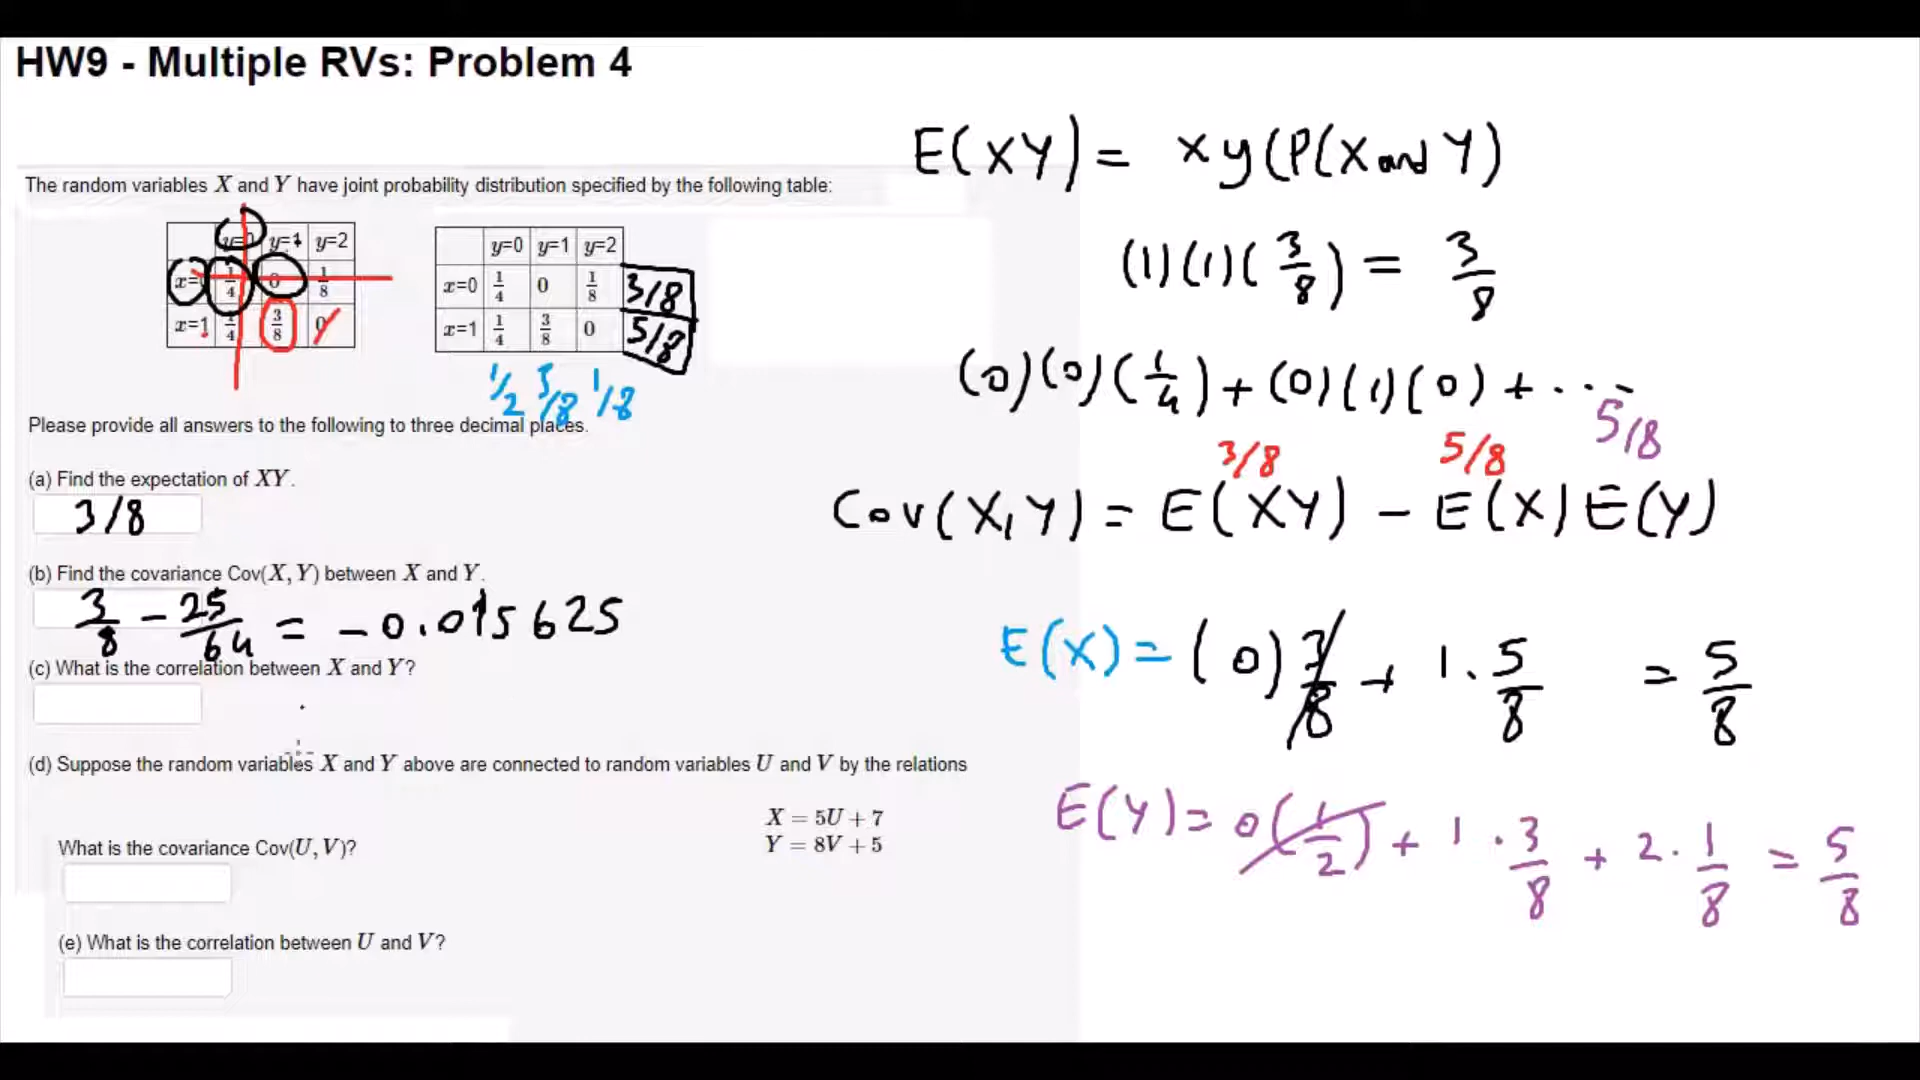 HW9 - Multiple RVs: Problem 4
The random variables X and Y have joint probability distribution specified by the following table:
y=0 y=1 y=2
x=0 1/4 0 1/8
x=1 1/4 3/8 0
y=0 y=1 y=2
x=0 1/4 0 1/8 3/8
x=1 1/4 3/8 0 5/8
1/2 3/8 1/8
Please provide all answers to the following to three decimal places.
(a) Find the expectation of XY.
3/8
(b) Find the covariance Cov(X, Y) between X and Y.
3/8 - 25/64 = -0.015625
(c) What is the correlation between X and Y?
(d) Suppose the random variables X and Y above are connected to random variables U and V by the relations
X = 5U + 7
Y = 8V + 5
What is the covariance Cov(U, V)?
(e) What is the correlation between U and V?
E(XY) = xy(P(X and Y)
(1)(1)(3/8) = 3/8
(0)(0)(1/4) + (0)(1)(0) + ...
3/8 5/8 5/8
Cov(X,Y) = E(XY) - E(X)E(Y)
E(X) = (0)3/8 + 1·5/8 = 5/8
E(Y) = 0(1/2) + 1·3/8 + 2·1/8 = 5/8